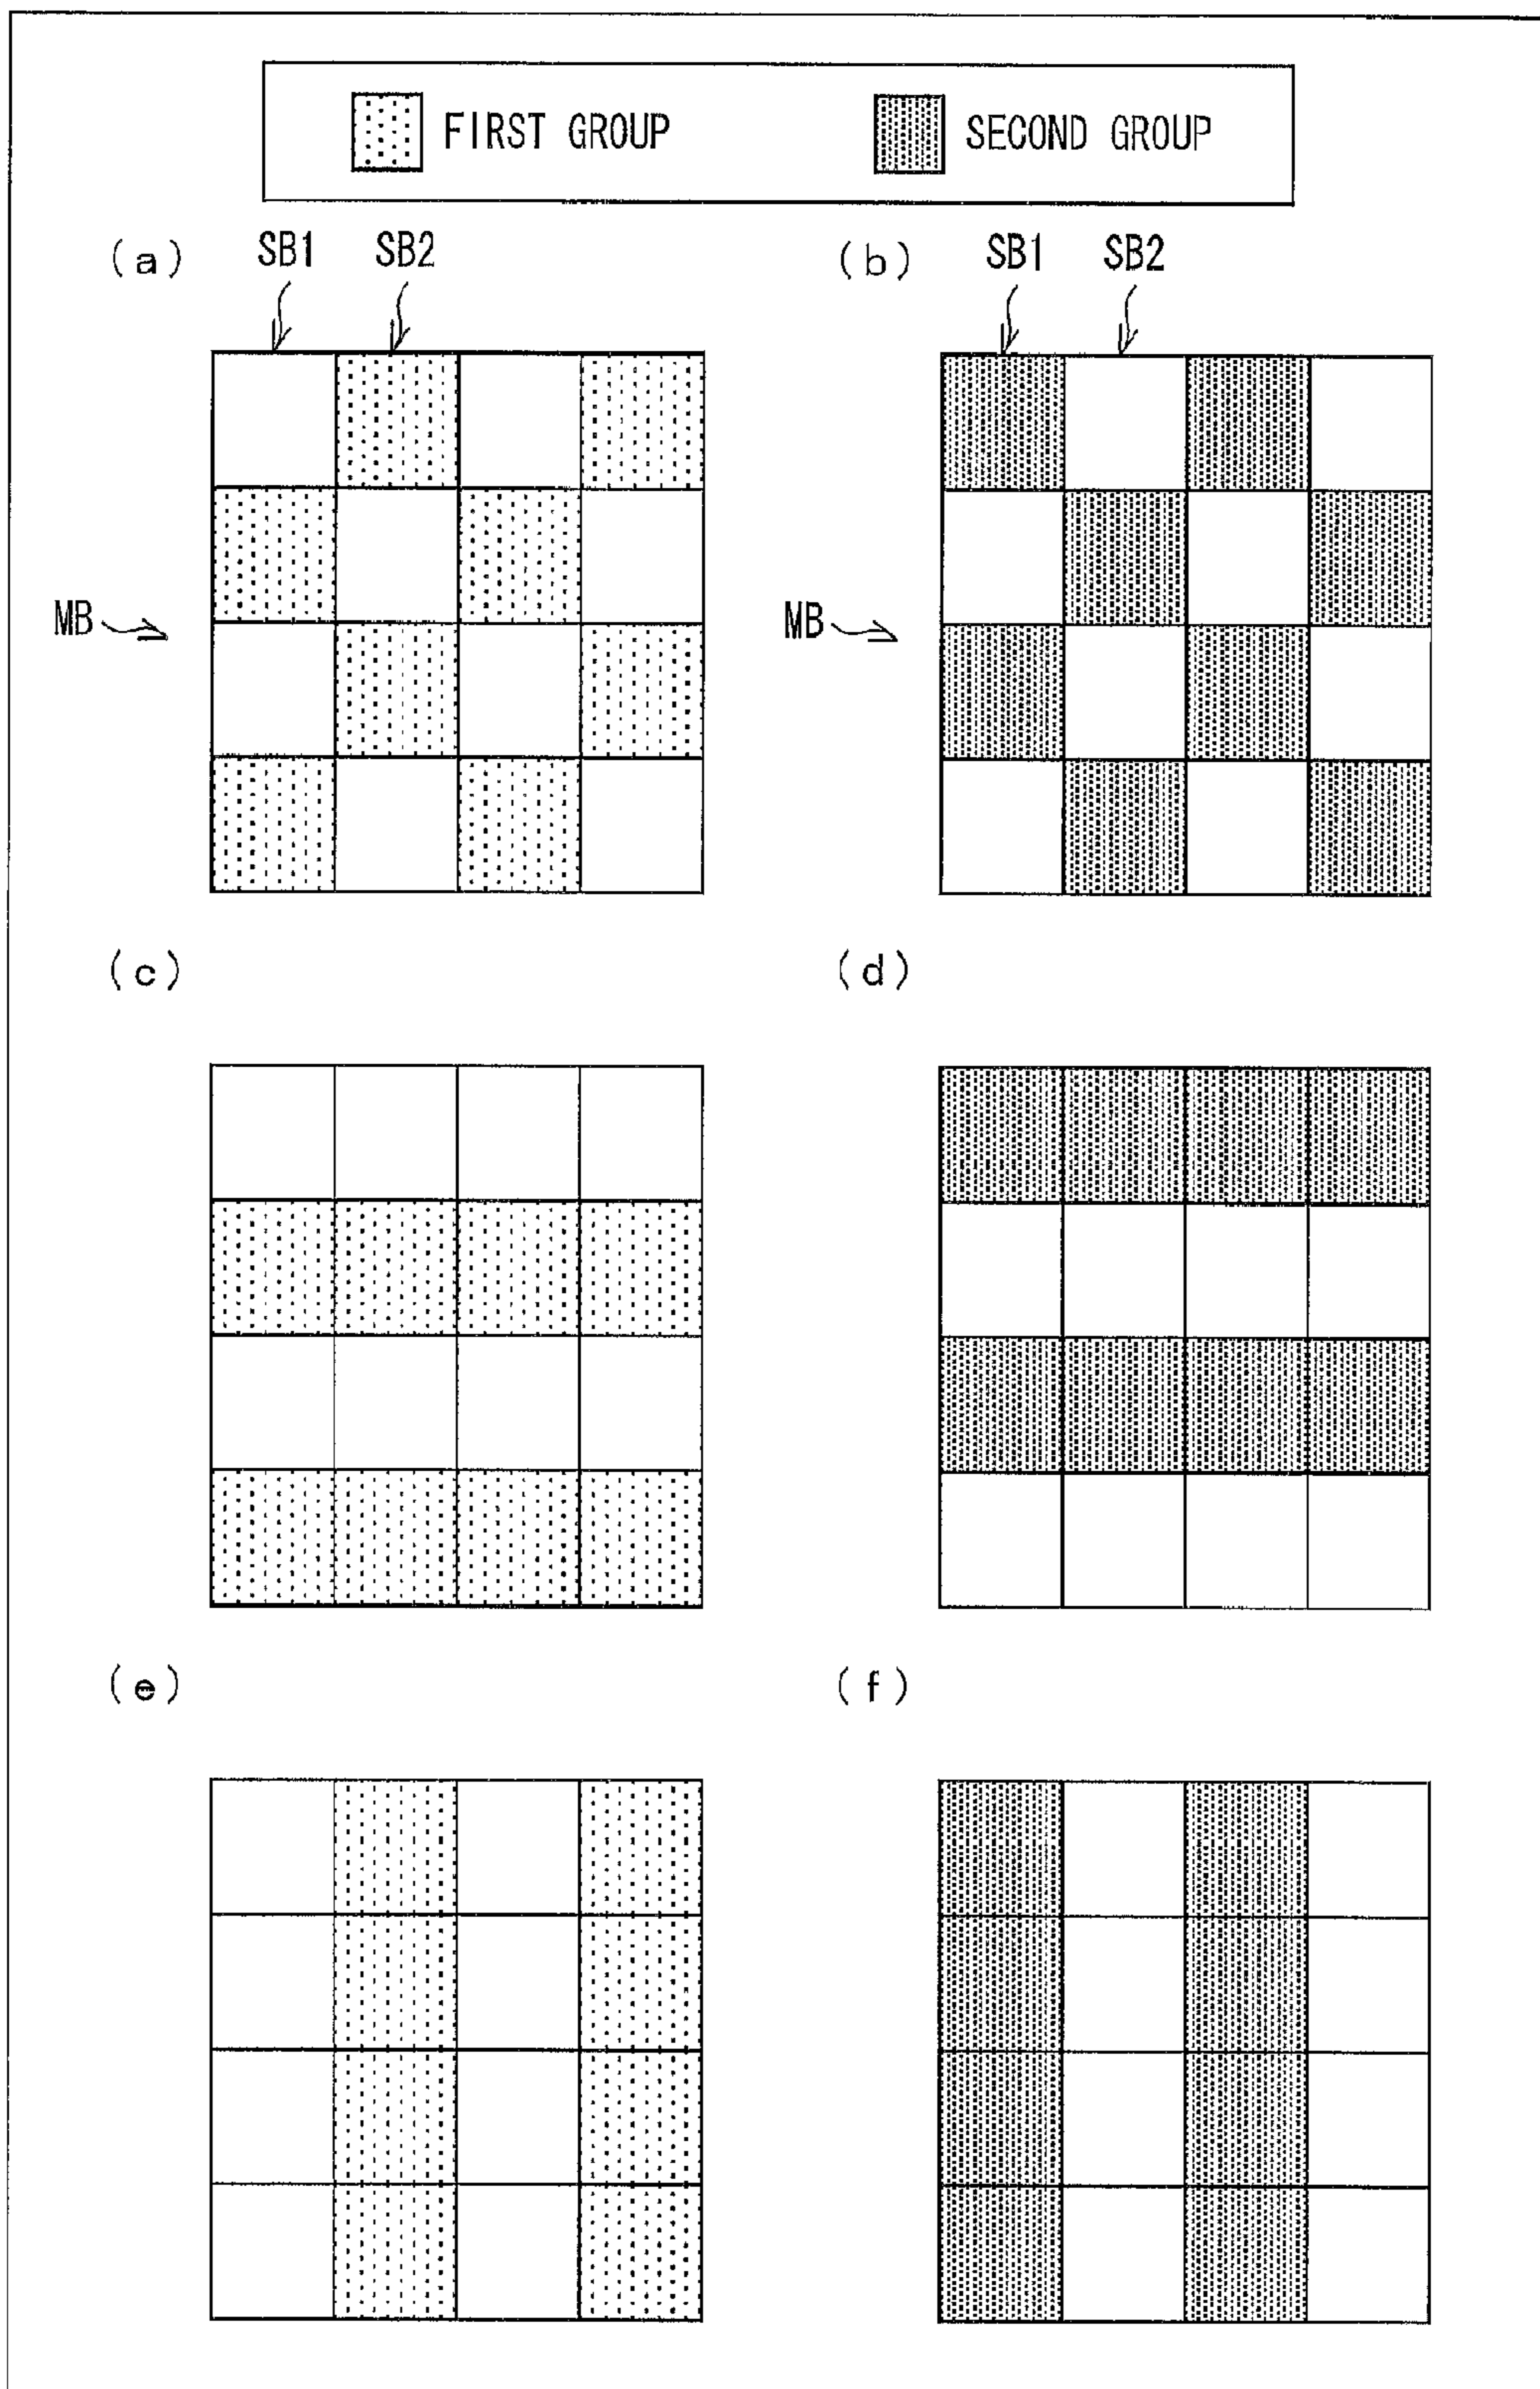 FIRST GROUP SECOND GROUP
(a) SB1 SB2 (b) SB1 SB2
MB MB
(c) (d)
(e) (f)